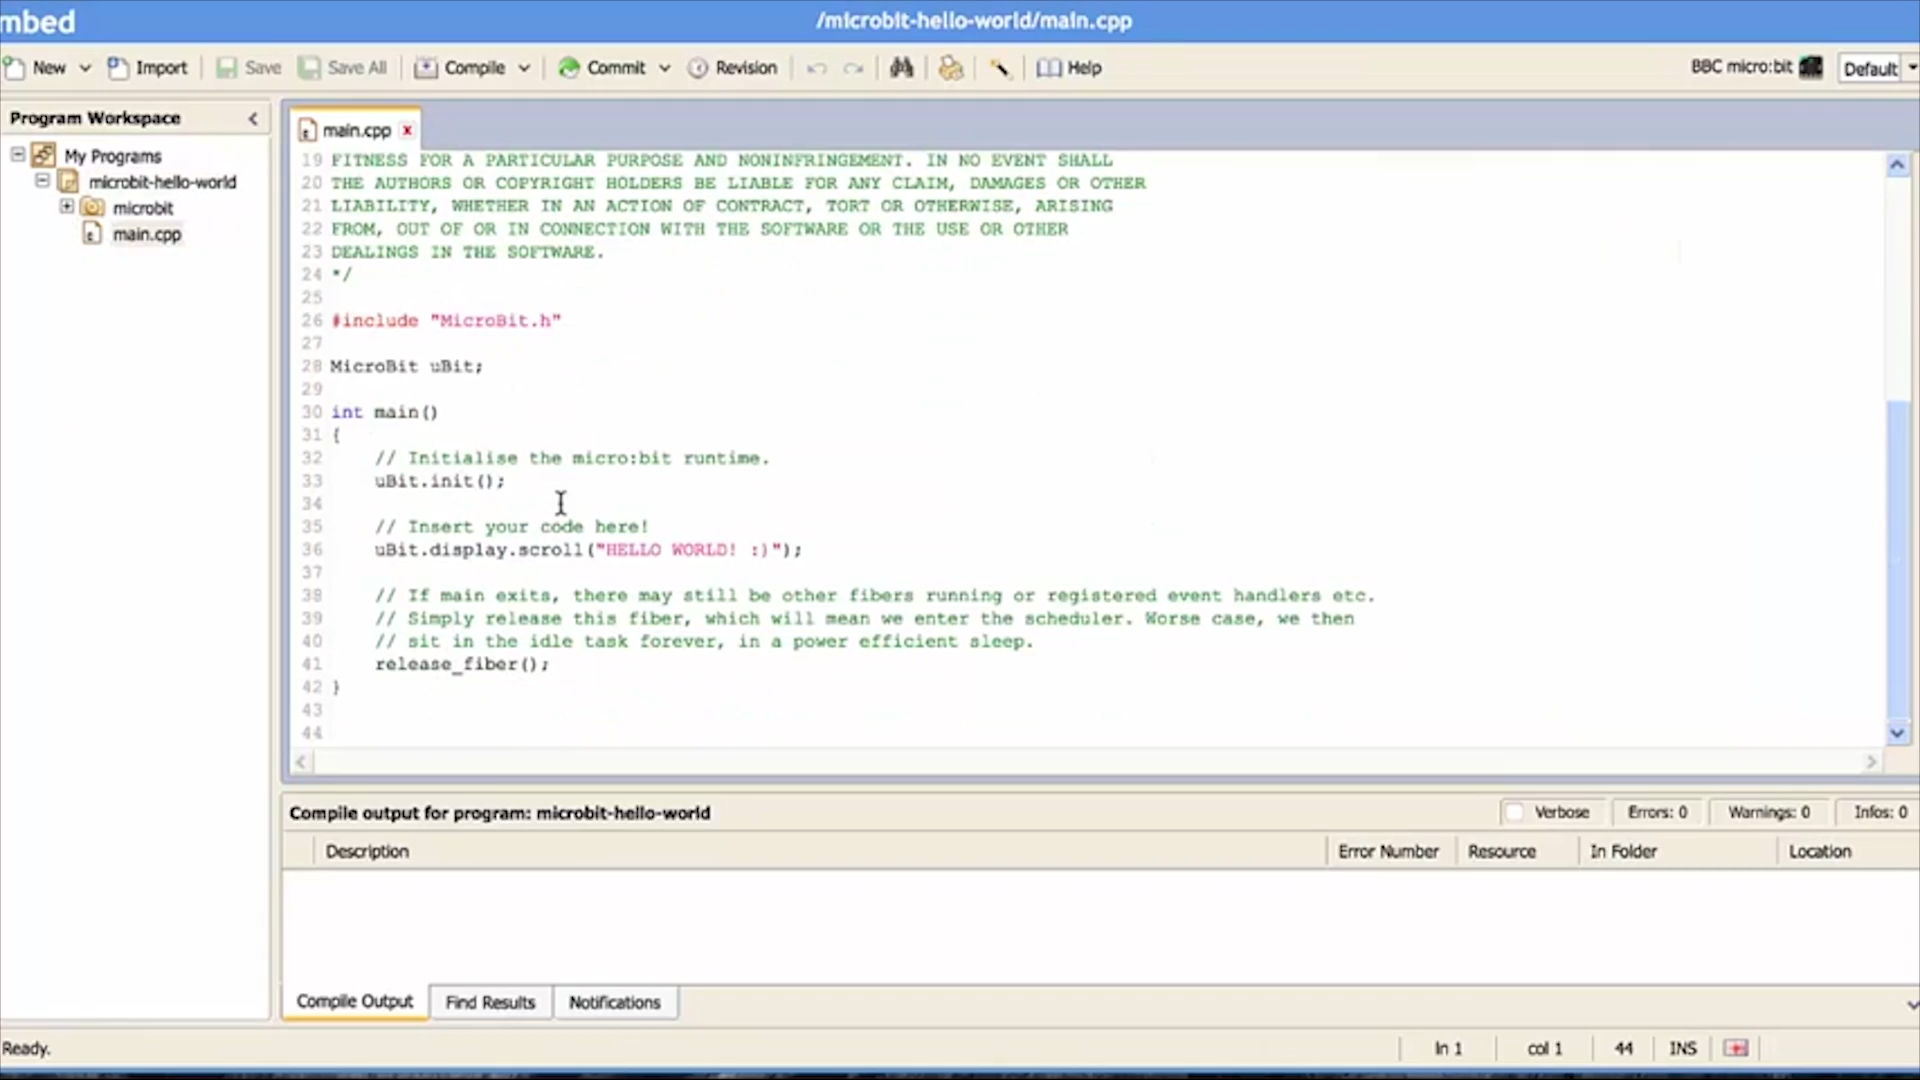 mbed
/microbit-hello-world/main.cpp
New Import Save Save All Compile Commit Revision Help BBC micro:bit Default
Program Workspace
My Programs
microbit-hello-world
microbit
main.cpp
main.cpp x
19 FITNESS FOR A PARTICULAR PURPOSE AND NONINFRINGEMENT. IN NO EVENT SHALL
20 THE AUTHORS OR COPYRIGHT HOLDERS BE LIABLE FOR ANY CLAIM, DAMAGES OR OTHER
21 LIABILITY, WHETHER IN AN ACTION OF CONTRACT, TORT OR OTHERWISE, ARISING
22 FROM, OUT OF OR IN CONNECTION WITH THE SOFTWARE OR THE USE OR OTHER
23 DEALINGS IN THE SOFTWARE.
24 */
25
26 #include "MicroBit.h"
27
28 MicroBit uBit;
29
30 int main()
31 {
32 // Initialise the micro:bit runtime.
33 uBit.init();
34
35 // Insert your code here!
36 uBit.display.scroll("HELLO WORLD! :)");
37
38 // If main exits, there may still be other fibers running or registered event handlers etc.
39 // Simply release this fiber, which will mean we enter the scheduler. Worse case, we then
40 // sit in the idle task forever, in a power efficient sleep.
41 release_fiber();
42 }
43
44
Compile output for program: microbit-hello-world Verbose Errors: 0 Warnings: 0 Infos: 0
Description Error Number Resource In Folder Location
Compile Output Find Results Notifications
Ready. ln 1 col 1 44 INS